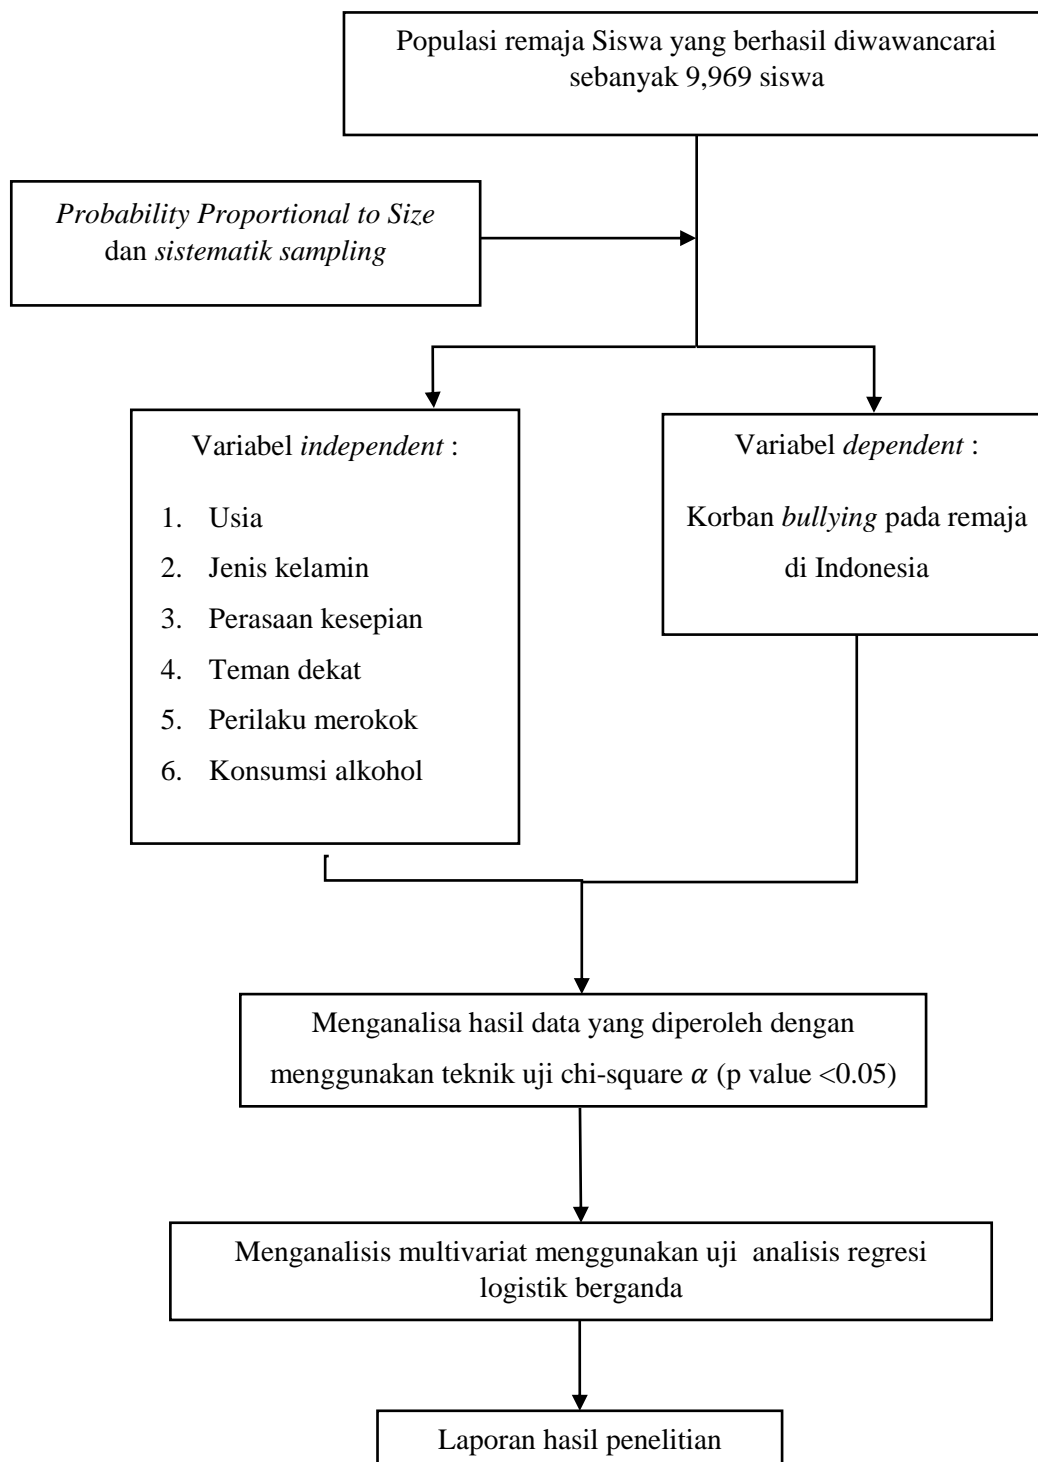 Populasi remaja Siswa yang berhasil diwawancarai
sebanyak 9,969 siswa
Probability Proportional to Size
dan sistematik sampling
Variabel independent :
1. Usia
2. Jenis kelamin
3. Perasaan kesepian
4. Teman dekat
5. Perilaku merokok
6. Konsumsi alkohol
Variabel dependent :
Korban bullying pada remaja
di Indonesia
Menganalisa hasil data yang diperoleh dengan
menggunakan teknik uji chi-square 𝛼 (p value <0.05)
Menganalisis multivariat menggunakan uji analisis regresi
logistik berganda
Laporan hasil penelitian